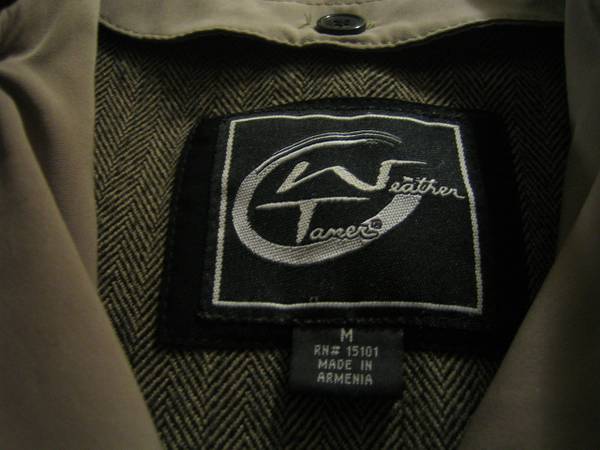 Weather
Tamer
M
RN# 15101
MADE IN
ARMENIA